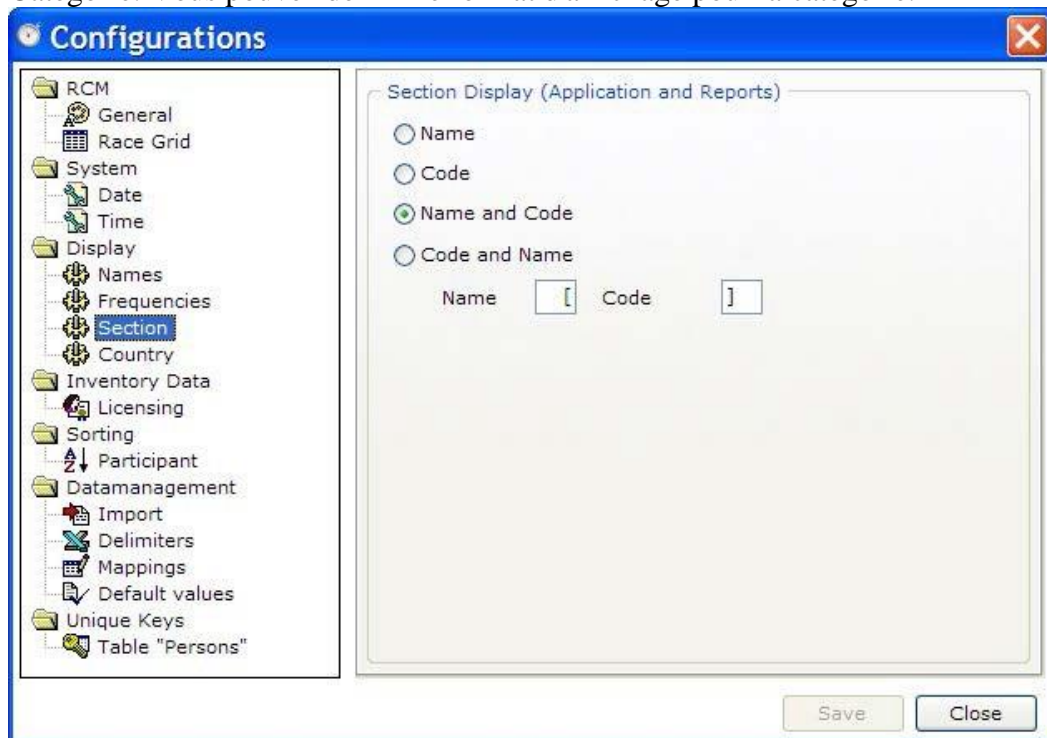 Configurations
RCM
General
Race Grid
System
Date
Time
Display
Names
Frequencies
Section
Country
Inventory Data
Licensing
Sorting
Participant
Datamanagement
Import
Delimiters
Mappings
Default values
Unique Keys
Table "Persons"
Section Display (Application and Reports)
Name
Code
Name and Code
Code and Name
Name [ Code ]
Save Close